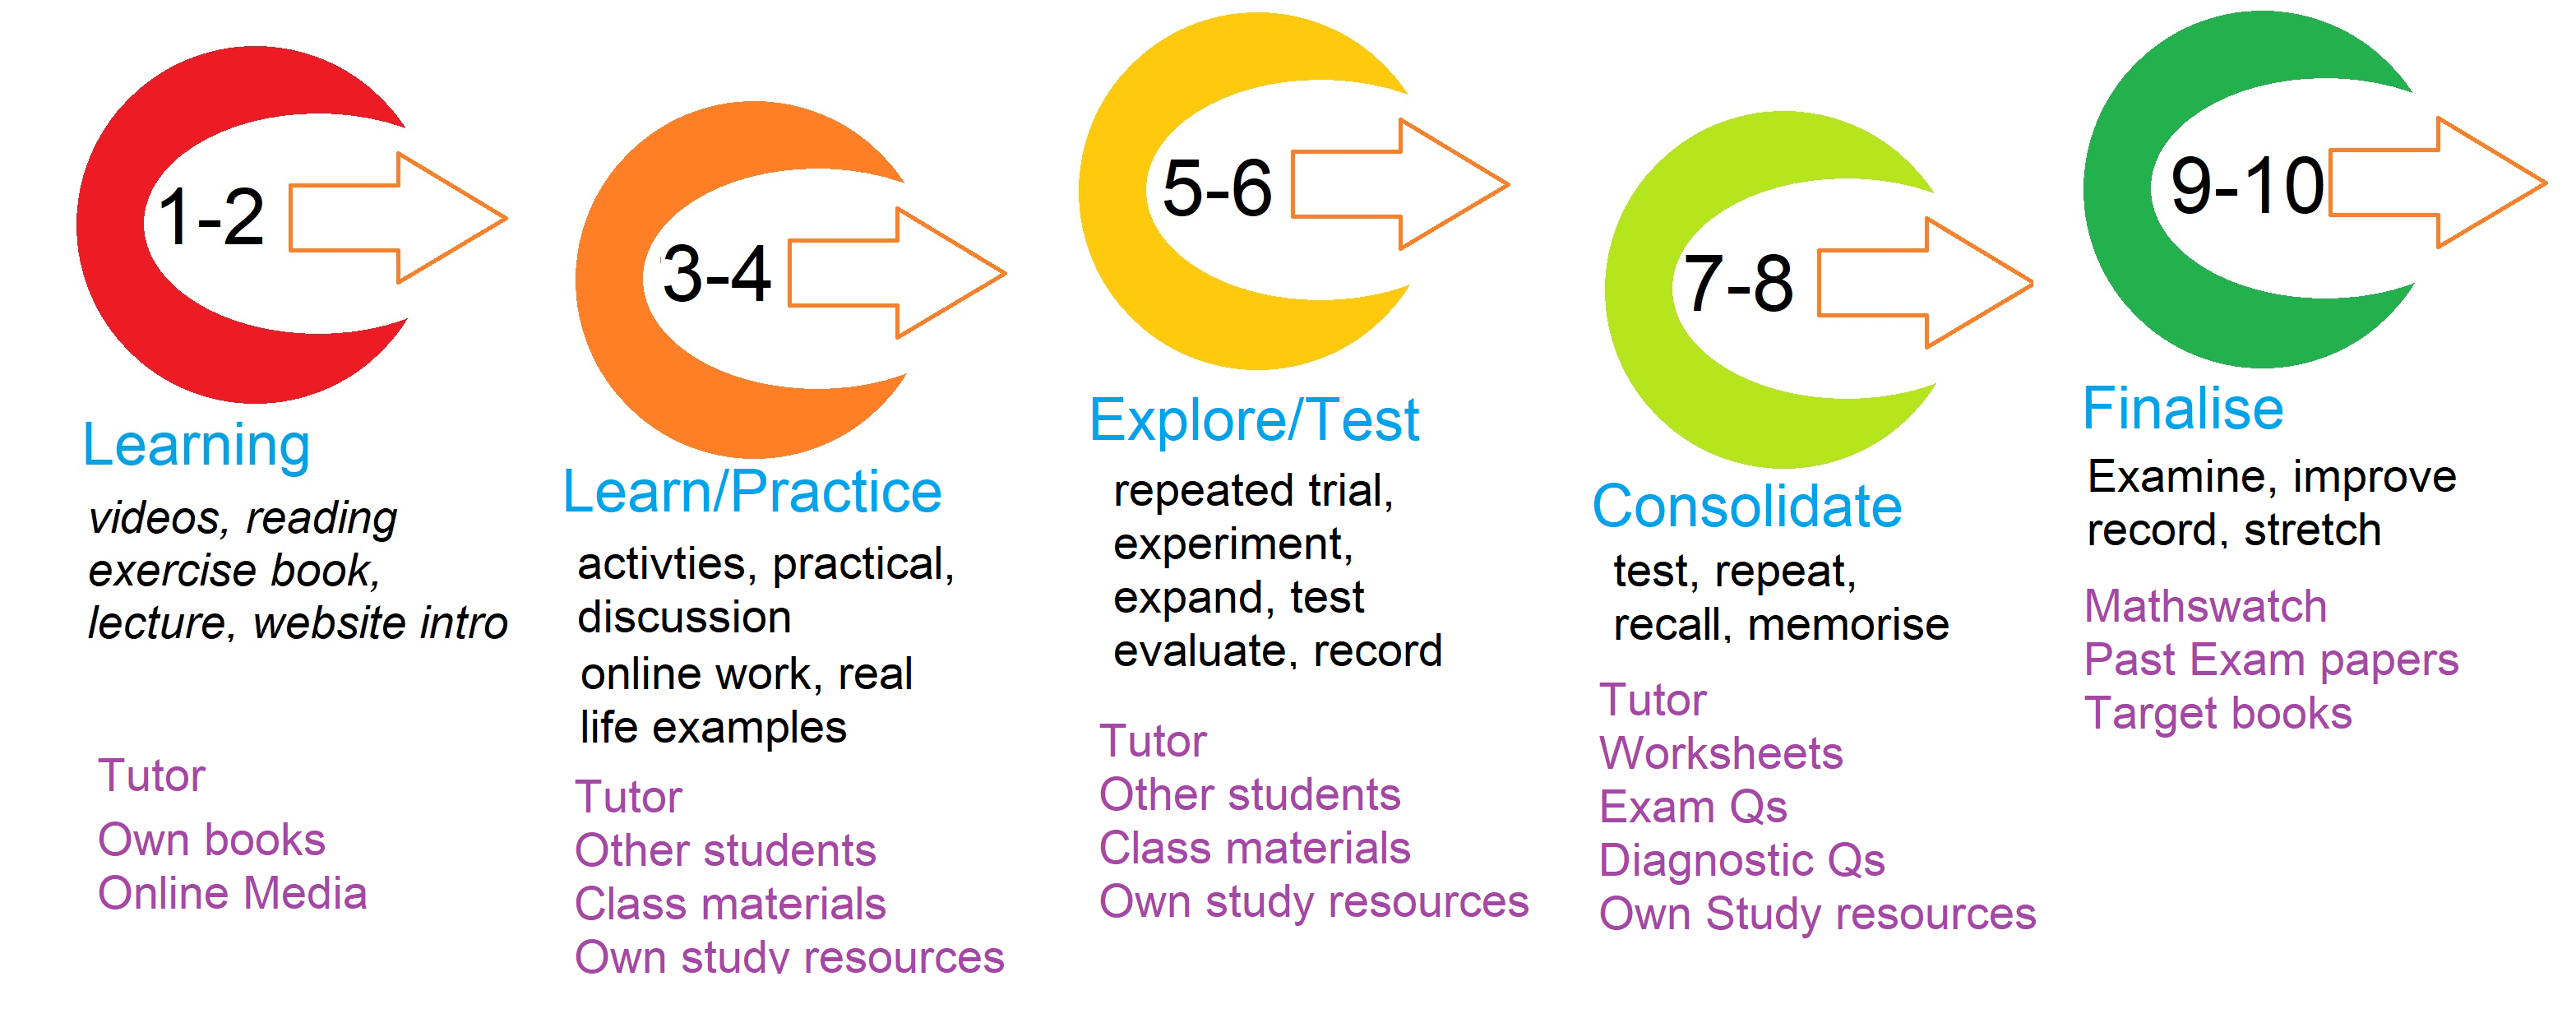 1-2
Learning
videos, reading
exercise book,
lecture, website intro
Tutor
Own books
Online Media
3-4
Learn/Practice
activties, practical,
discussion
online work, real
life examples
Tutor
Other students
Class materials
Own study resources
5-6
Explore/Test
repeated trial,
experiment,
expand, test
evaluate, record
Tutor
Other students
Class materials
Own study resources
7-8
Consolidate
test, repeat,
recall, memorise
Tutor
Worksheets
Exam Qs
Diagnostic Qs
Own Study resources
9-10
Finalise
Examine, improve
record, stretch
Mathswatch
Past Exam papers
Target books